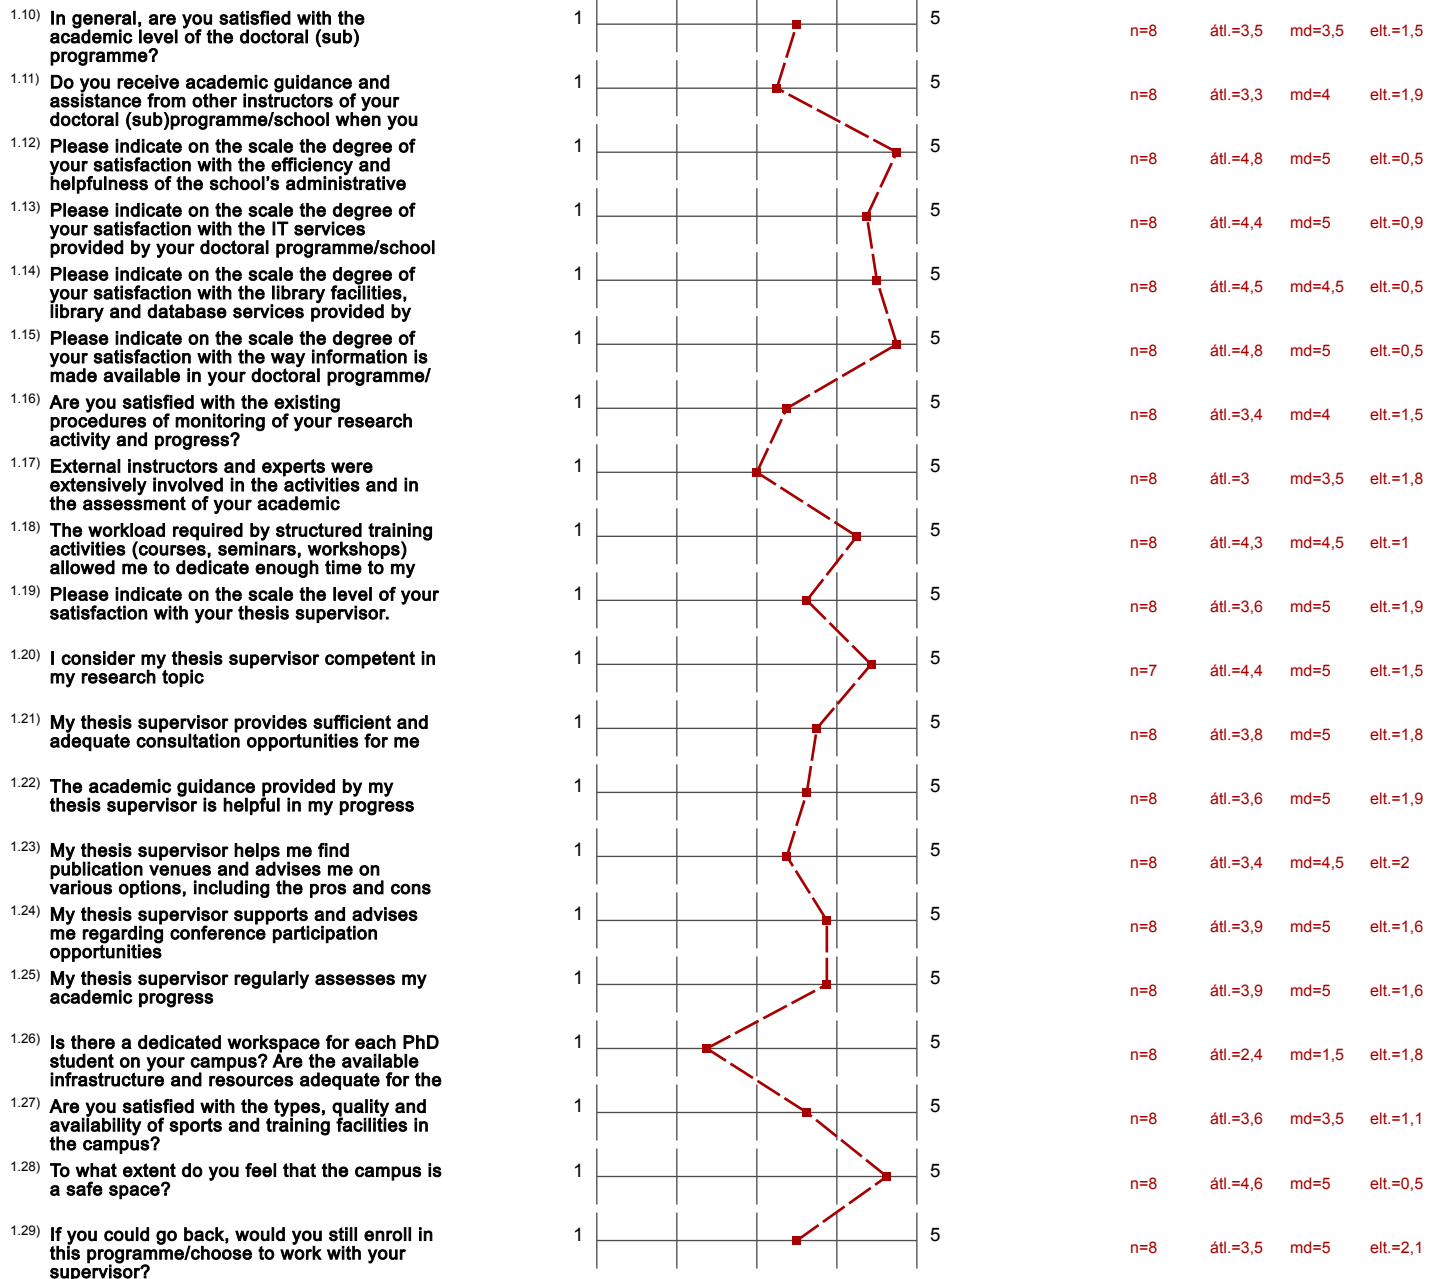 1.10) In general, are you satisfied with the
academic level of the doctoral (sub)
programme?
1 5
n=8 átl.=3,5 md=3,5 elt.=1,5
1.11) Do you receive academic guidance and
assistance from other instructors of your
doctoral (sub)programme/school when you
1 5
n=8 átl.=3,3 md=4 elt.=1,9
1.12) Please indicate on the scale the degree of
your satisfaction with the efficiency and
helpfulness of the school's administrative
1 5
n=8 átl.=4,8 md=5 elt.=0,5
1.13) Please indicate on the scale the degree of
your satisfaction with the IT services
provided by your doctoral programme/school
1 5
n=8 átl.=4,4 md=5 elt.=0,9
1.14) Please indicate on the scale the degree of
your satisfaction with the library facilities,
library and database services provided by
1 5
n=8 átl.=4,5 md=4,5 elt.=0,5
1.15) Please indicate on the scale the degree of
your satisfaction with the way information is
made available in your doctoral programme/
1 5
n=8 átl.=4,8 md=5 elt.=0,5
1.16) Are you satisfied with the existing
procedures of monitoring of your research
activity and progress?
1 5
n=8 átl.=3,4 md=4 elt.=1,5
1.17) External instructors and experts were
extensively involved in the activities and in
the assessment of your academic
1 5
n=8 átl.=3 md=3,5 elt.=1,8
1.18) The workload required by structured training
activities (courses, seminars, workshops)
allowed me to dedicate enough time to my
1 5
n=8 átl.=4,3 md=4,5 elt.=1
1.19) Please indicate on the scale the level of your
satisfaction with your thesis supervisor.
1 5
n=8 átl.=3,6 md=5 elt.=1,9
1.20) I consider my thesis supervisor competent in
my research topic
1 5
n=7 átl.=4,4 md=5 elt.=1,5
1.21) My thesis supervisor provides sufficient and
adequate consultation opportunities for me
1 5
n=8 átl.=3,8 md=5 elt.=1,8
1.22) The academic guidance provided by my
thesis supervisor is helpful in my progress
1 5
n=8 átl.=3,6 md=5 elt.=1,9
1.23) My thesis supervisor helps me find
publication venues and advises me on
various options, including the pros and cons
1 5
n=8 átl.=3,4 md=4,5 elt.=2
1.24) My thesis supervisor supports and advises
me regarding conference participation
opportunities
1 5
n=8 átl.=3,9 md=5 elt.=1,6
1.25) My thesis supervisor regularly assesses my
academic progress
1 5
n=8 átl.=3,9 md=5 elt.=1,6
1.26) Is there a dedicated workspace for each PhD
student on your campus? Are the available
infrastructure and resources adequate for the
1 5
n=8 átl.=2,4 md=1,5 elt.=1,8
1.27) Are you satisfied with the types, quality and
availability of sports and training facilities in
the campus?
1 5
n=8 átl.=3,6 md=3,5 elt.=1,1
1.28) To what extent do you feel that the campus is
a safe space?
1 5
n=8 átl.=4,6 md=5 elt.=0,5
1.29) If you could go back, would you still enroll in
this programme/choose to work with your
supervisor?
1 5
n=8 átl.=3,5 md=5 elt.=2,1